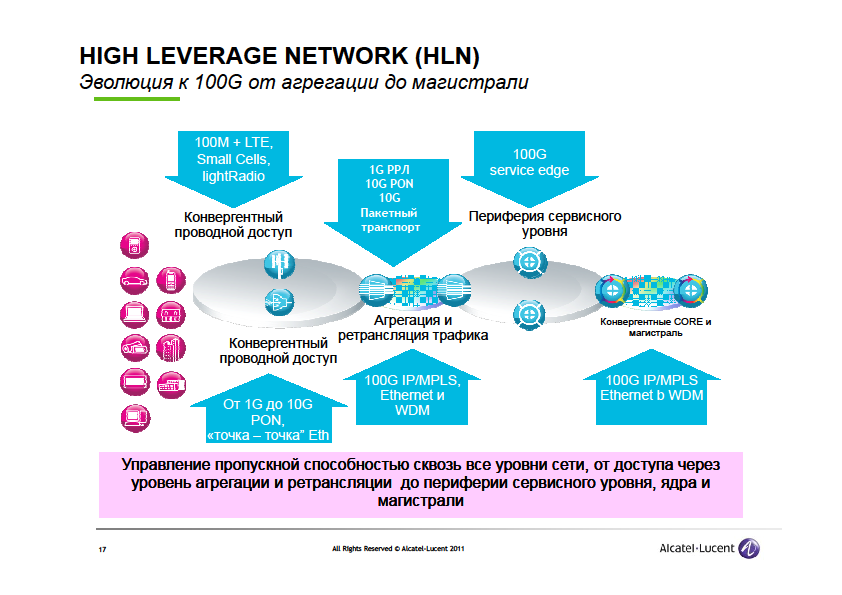 HIGH LEVERAGE NETWORK (HLN)
Эволюция к 100G от агрегации до магистрали
100M + LTE,
Small Cells,
lightRadio
1G РРЛ
10G PON
10G
Пакетный
транспорт
100G
service edge
Конвергентный
проводной доступ
Периферия сервисного
уровня
Агрегация и
ретрансляция трафика
Конвергентные CORE и
магистраль
Конвергентный
проводной доступ
От 1G до 10G
PON,
«точка – точка” Eth
100G IP/MPLS,
Ethernet и
WDM
100G IP/MPLS
Ethernet b WDM
Управление пропускной способностью сквозь все уровни сети, от доступа через
уровень агрегации и ретрансляции до периферии сервисного уровня, ядра и
магистрали
17
All Rights Reserved © Alcatel-Lucent 2011
Alcatel·Lucent